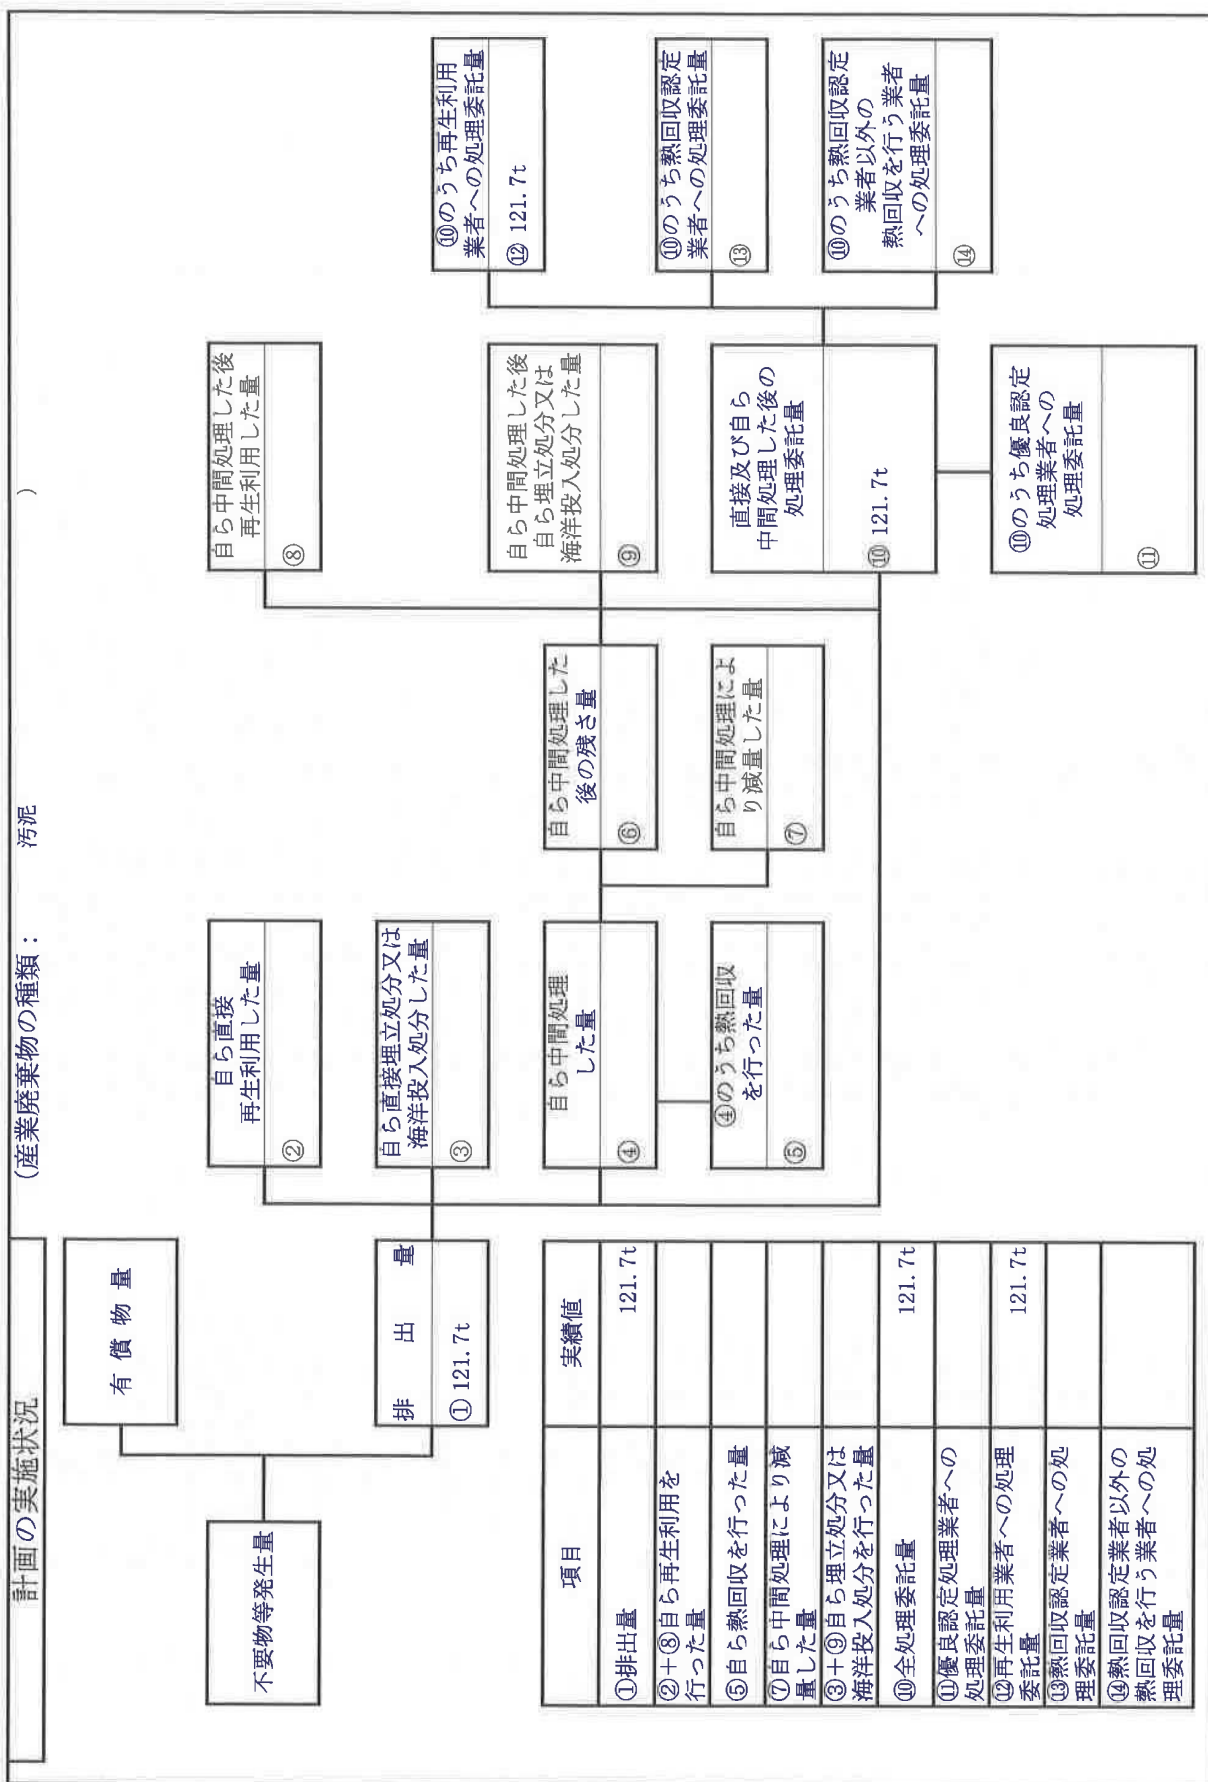 計画の実施状況
(産業廃棄物の種類： 汚泥 )
不要物等発生量
有償物量
排出量
① 121.7t
自ら直接
再生利用した量
②
自ら直接埋立処分又は
海洋投入処分した量
③
自ら中間処理
した量
④
④のうち熱回収
を行った量
⑤
自ら中間処理した
後の残さ量
⑥
自ら中間処理によ
り減量した量
⑦
自ら中間処理した後
再生利用した量
⑧
自ら中間処理した後
自ら埋立処分又は
海洋投入処分した量
⑨
直接及び自ら
中間処理した後の
処理委託量
⑩ 121.7t
⑩のうち優良認定
処理業者への
処理委託量
⑪
⑩のうち再生利用
業者への処理委託量
⑫ 121.7t
⑩のうち熱回収認定
業者への処理委託量
⑬
⑩のうち熱回収認定
業者以外の
熱回収を行う業者
への処理委託量
⑭
項目 実績値
①排出量 121.7t
②+⑧自ら再生利用を
行った量
⑤自ら熱回収を行った量
⑦自ら中間処理により減
量した量
③+⑨自ら埋立処分又は
海洋投入処分を行った量
⑩全処理委託量 121.7t
⑪優良認定処理業者への
処理委託量
⑫再生利用業者への処理
委託量 121.7t
⑬熱回収認定業者への処
理委託量
⑭熱回収認定業者以外の
熱回収を行う業者への処
理委託量